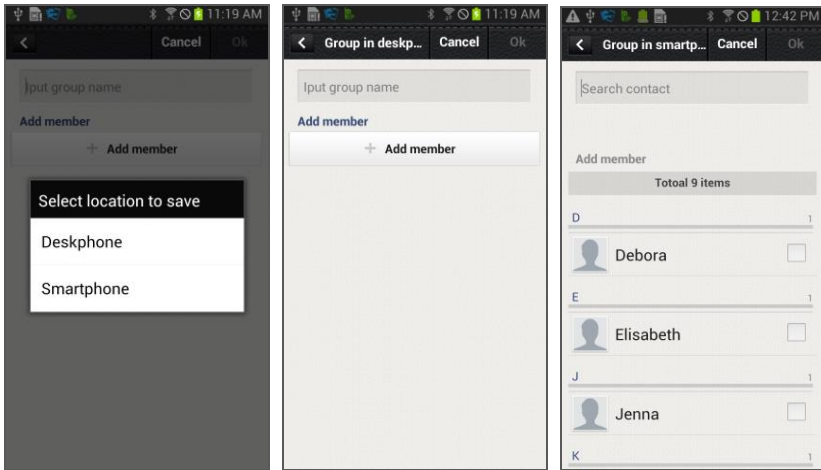 11:19 AM
Cancel Ok
Iput group name
Add member
+ Add member
Select location to save
Deskphone
Smartphone
11:19 AM
Group in deskp... Cancel Ok
Iput group name
Add member
+ Add member
12:42 PM
Group in smartp... Cancel Ok
Search contact
Add member
Totoal 9 items
D 1
Debora
E 1
Elisabeth
J 1
Jenna
K 1